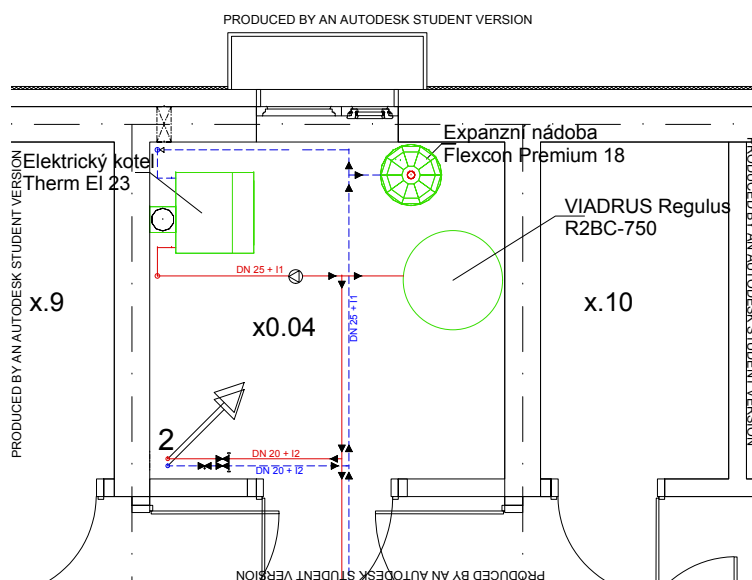 PRODUCED BY AN AUTODESK STUDENT VERSION
Expanzní nádoba
Flexcon Premium 18
Elektrický kotel
Therm El 23
VIADRUS Regulus
R2BC-750
DN 25 + I1
DN 25 + I1
x.9
x0.04
x.10
2
DN 20 + I2
DN 20 + I2
PRODUCED BY AN AUTODESK STUDENT VERSION
PRODUCED BY AN AUTODESK STUDENT VERSION
PRODUCED BY AN AUTODESK STUDENT VERSION